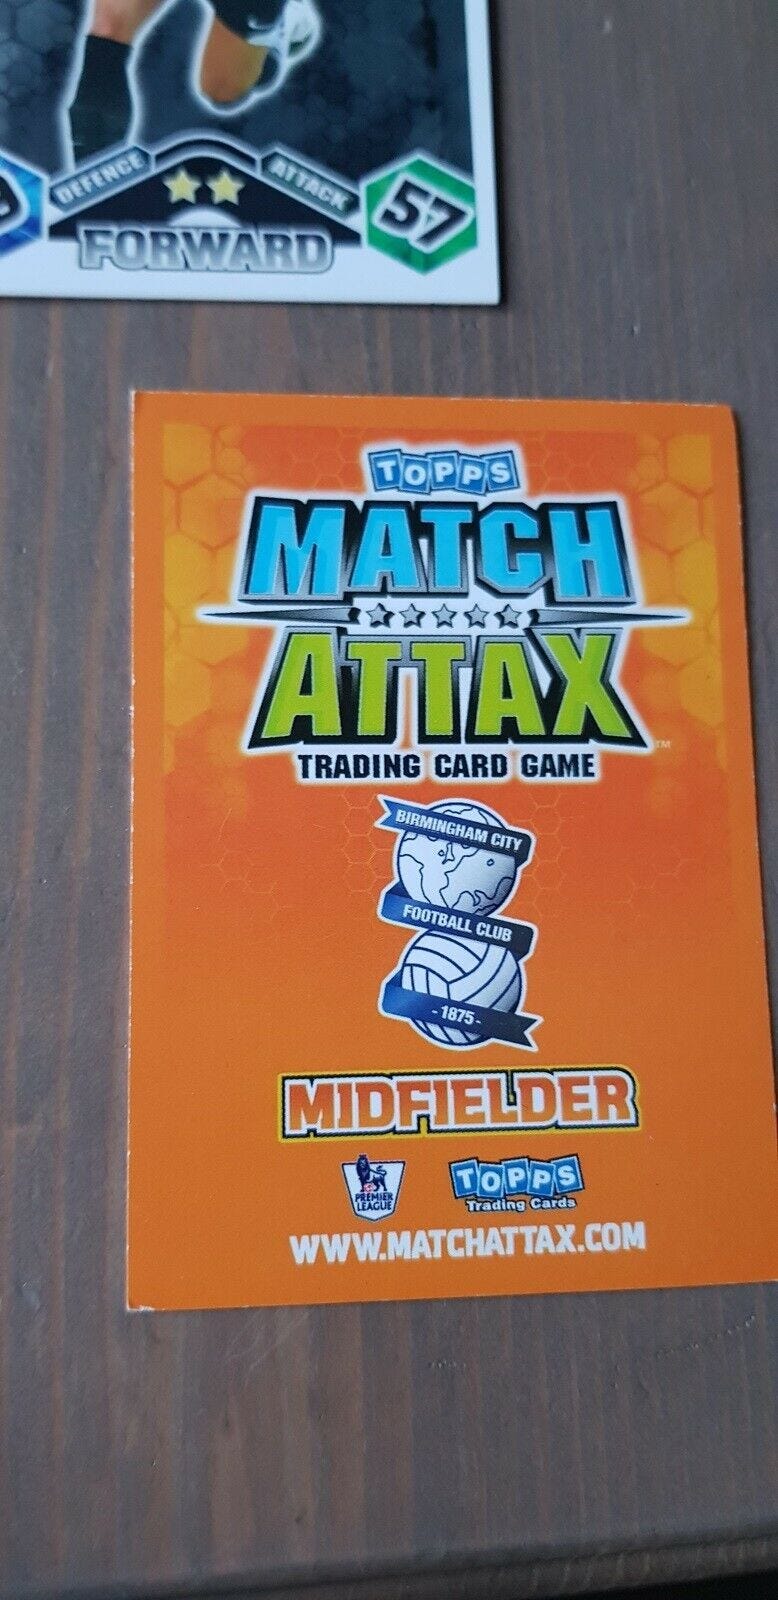 DEFENCE
ATTACK
57
FORWARD
TOPPS
MATCH
ATTAX
TM
TRADING CARD GAME
BIRMINGHAM CITY
FOOTBALL CLUB
- 1875 -
MIDFIELDER
PREMIER
LEAGUE
TOPPS
Trading Cards
WWW.MATCHATTAX.COM